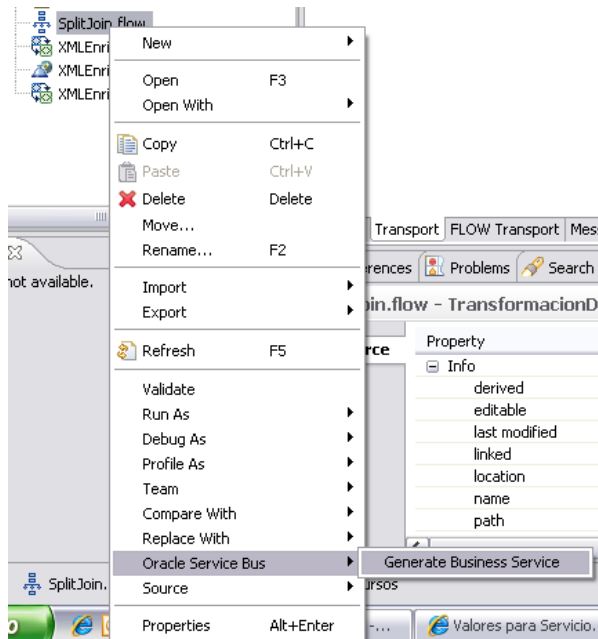 SplitJoin.flow
XMLEnri
XMLEnri
XMLEnri
New
Open F3
Open With
Copy Ctrl+C
Paste Ctrl+V
Delete Delete
Move...
Rename... F2
Import
Export
Refresh F5
Validate
Run As
Debug As
Profile As
Team
Compare With
Replace With
Oracle Service Bus
Source
Properties Alt+Enter
Generate Business Service
not available.
Transport FLOW Transport Mes
rences Problems Search
in.flow - TransformacionD
rce
Property
Info
derived
editable
last modified
linked
location
name
path
SplitJoin.
ursos
-...
Valores para Servicio.